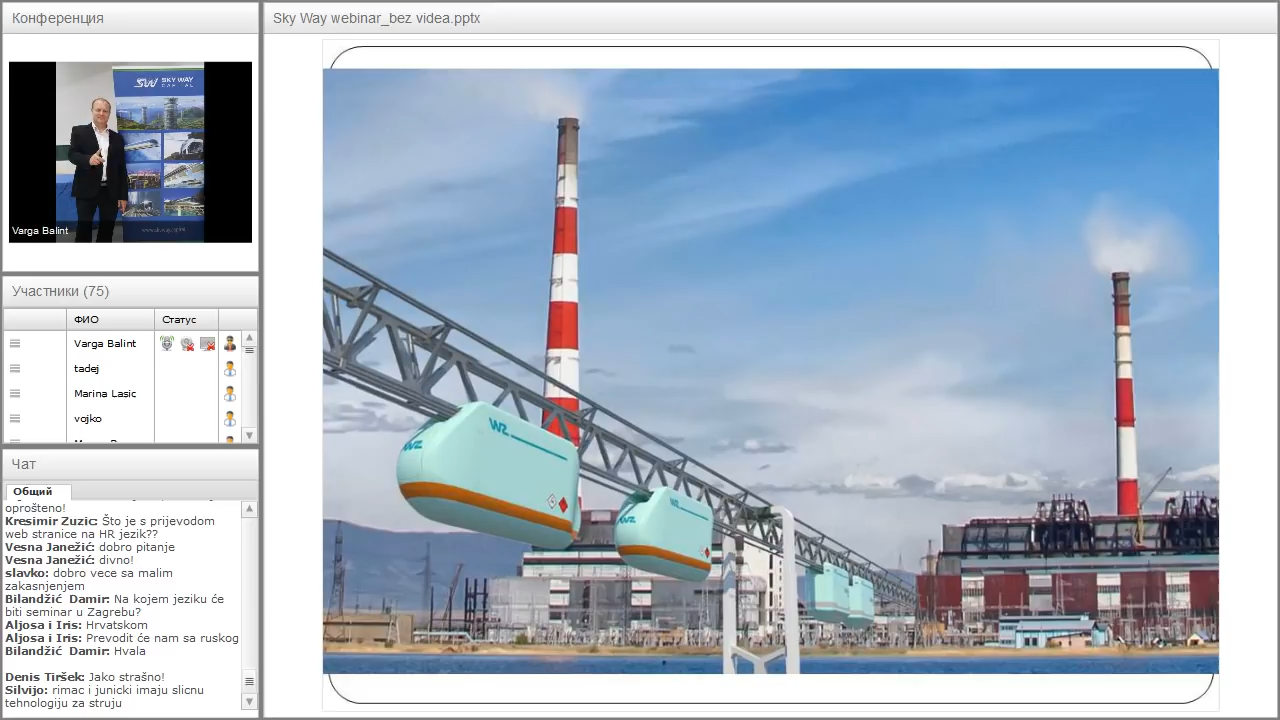 Конференция
Sky Way webinar_bez videa.pptx
SW SKY WAY
CAPITAL
Varga Balint
Участники (75)
ФИО Статус
Varga Balint
tadej
Marina Lasic
vojko
Чат
Общий
oprošteno!
Kresimir Zuzic: Što je s prijevodom
web stranice na HR jezik??
Vesna Janežić: dobro pitanje
Vesna Janežić: divno!
slavko: dobro vece sa malim
zakasnjenjem
Bilandžić Damir: Na kojem jeziku će
biti seminar u Zagrebu?
Aljosa i Iris: Hrvatskom
Aljosa i Iris: Prevodit će nam sa ruskog
Bilandžić Damir: Hvala
Denis Tiršek: Jako strašno!
Silvijo: rimac i junicki imaju slicnu
tehnologiju za struju